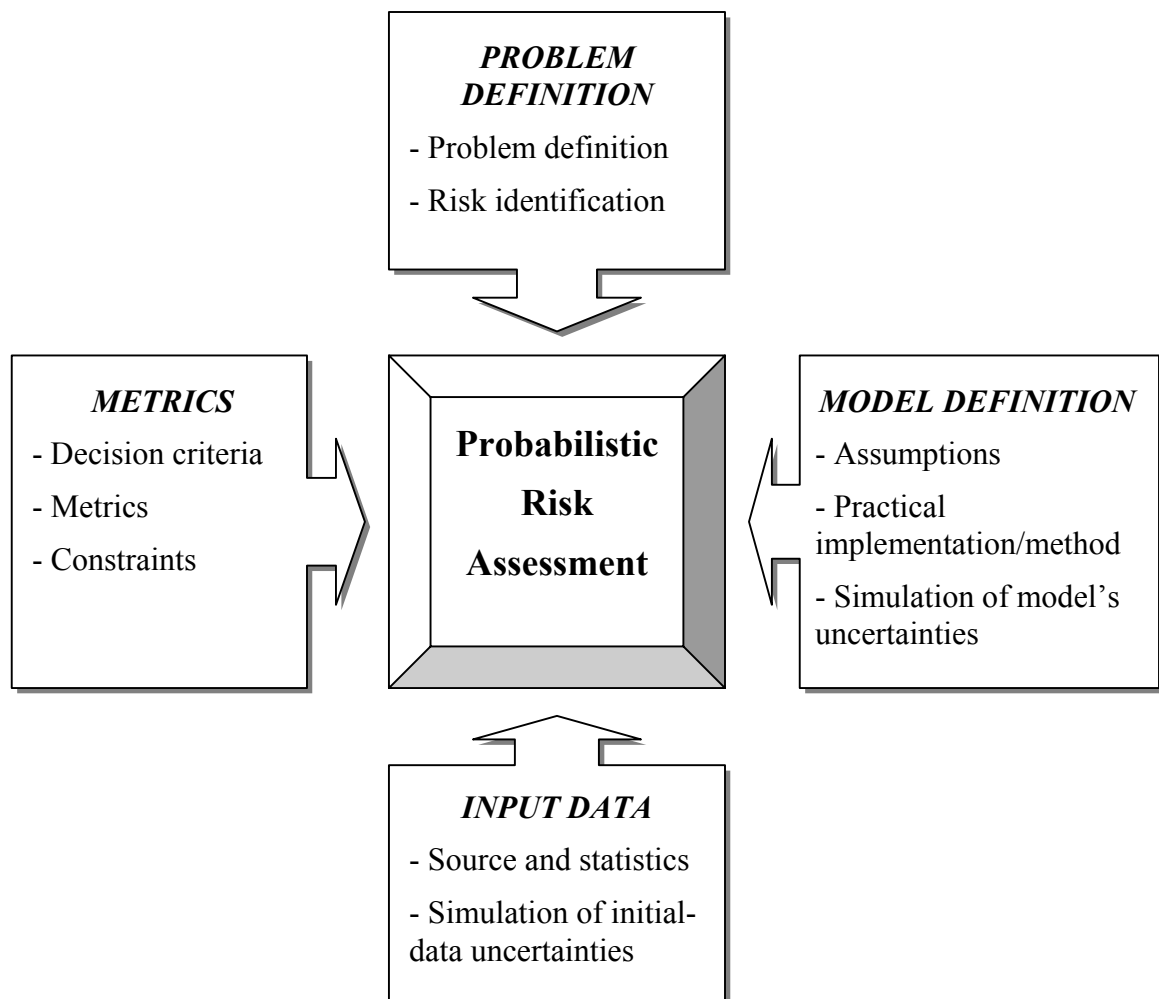 PROBLEM
DEFINITION
- Problem definition
- Risk identification
METRICS
- Decision criteria
- Metrics
- Constraints
Probabilistic
Risk
Assessment
MODEL DEFINITION
- Assumptions
- Practical
implementation/method
- Simulation of model’s
uncertainties
INPUT DATA
- Source and statistics
- Simulation of initial-
data uncertainties